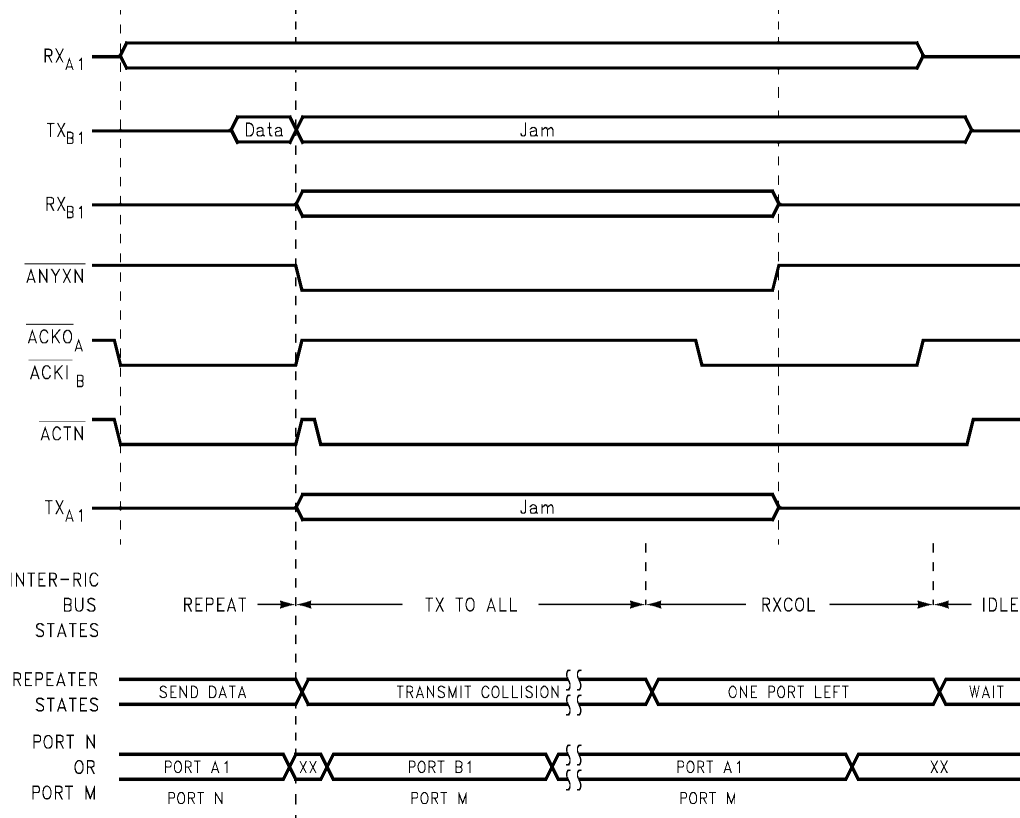 RXA1
TXB1 Data Jam
RXB1
ANYXN
ACKOA
ACKIB
ACTN
TXA1 Jam
INTER-RIC
BUS REPEAT TX TO ALL RXCOL IDLE
STATES
REPEATER
SEND DATA TRANSMIT COLLISION ONE PORT LEFT WAIT
STATES
PORT N
OR PORT A1 XX PORT B1 PORT A1 XX
PORT M PORT N PORT M PORT M